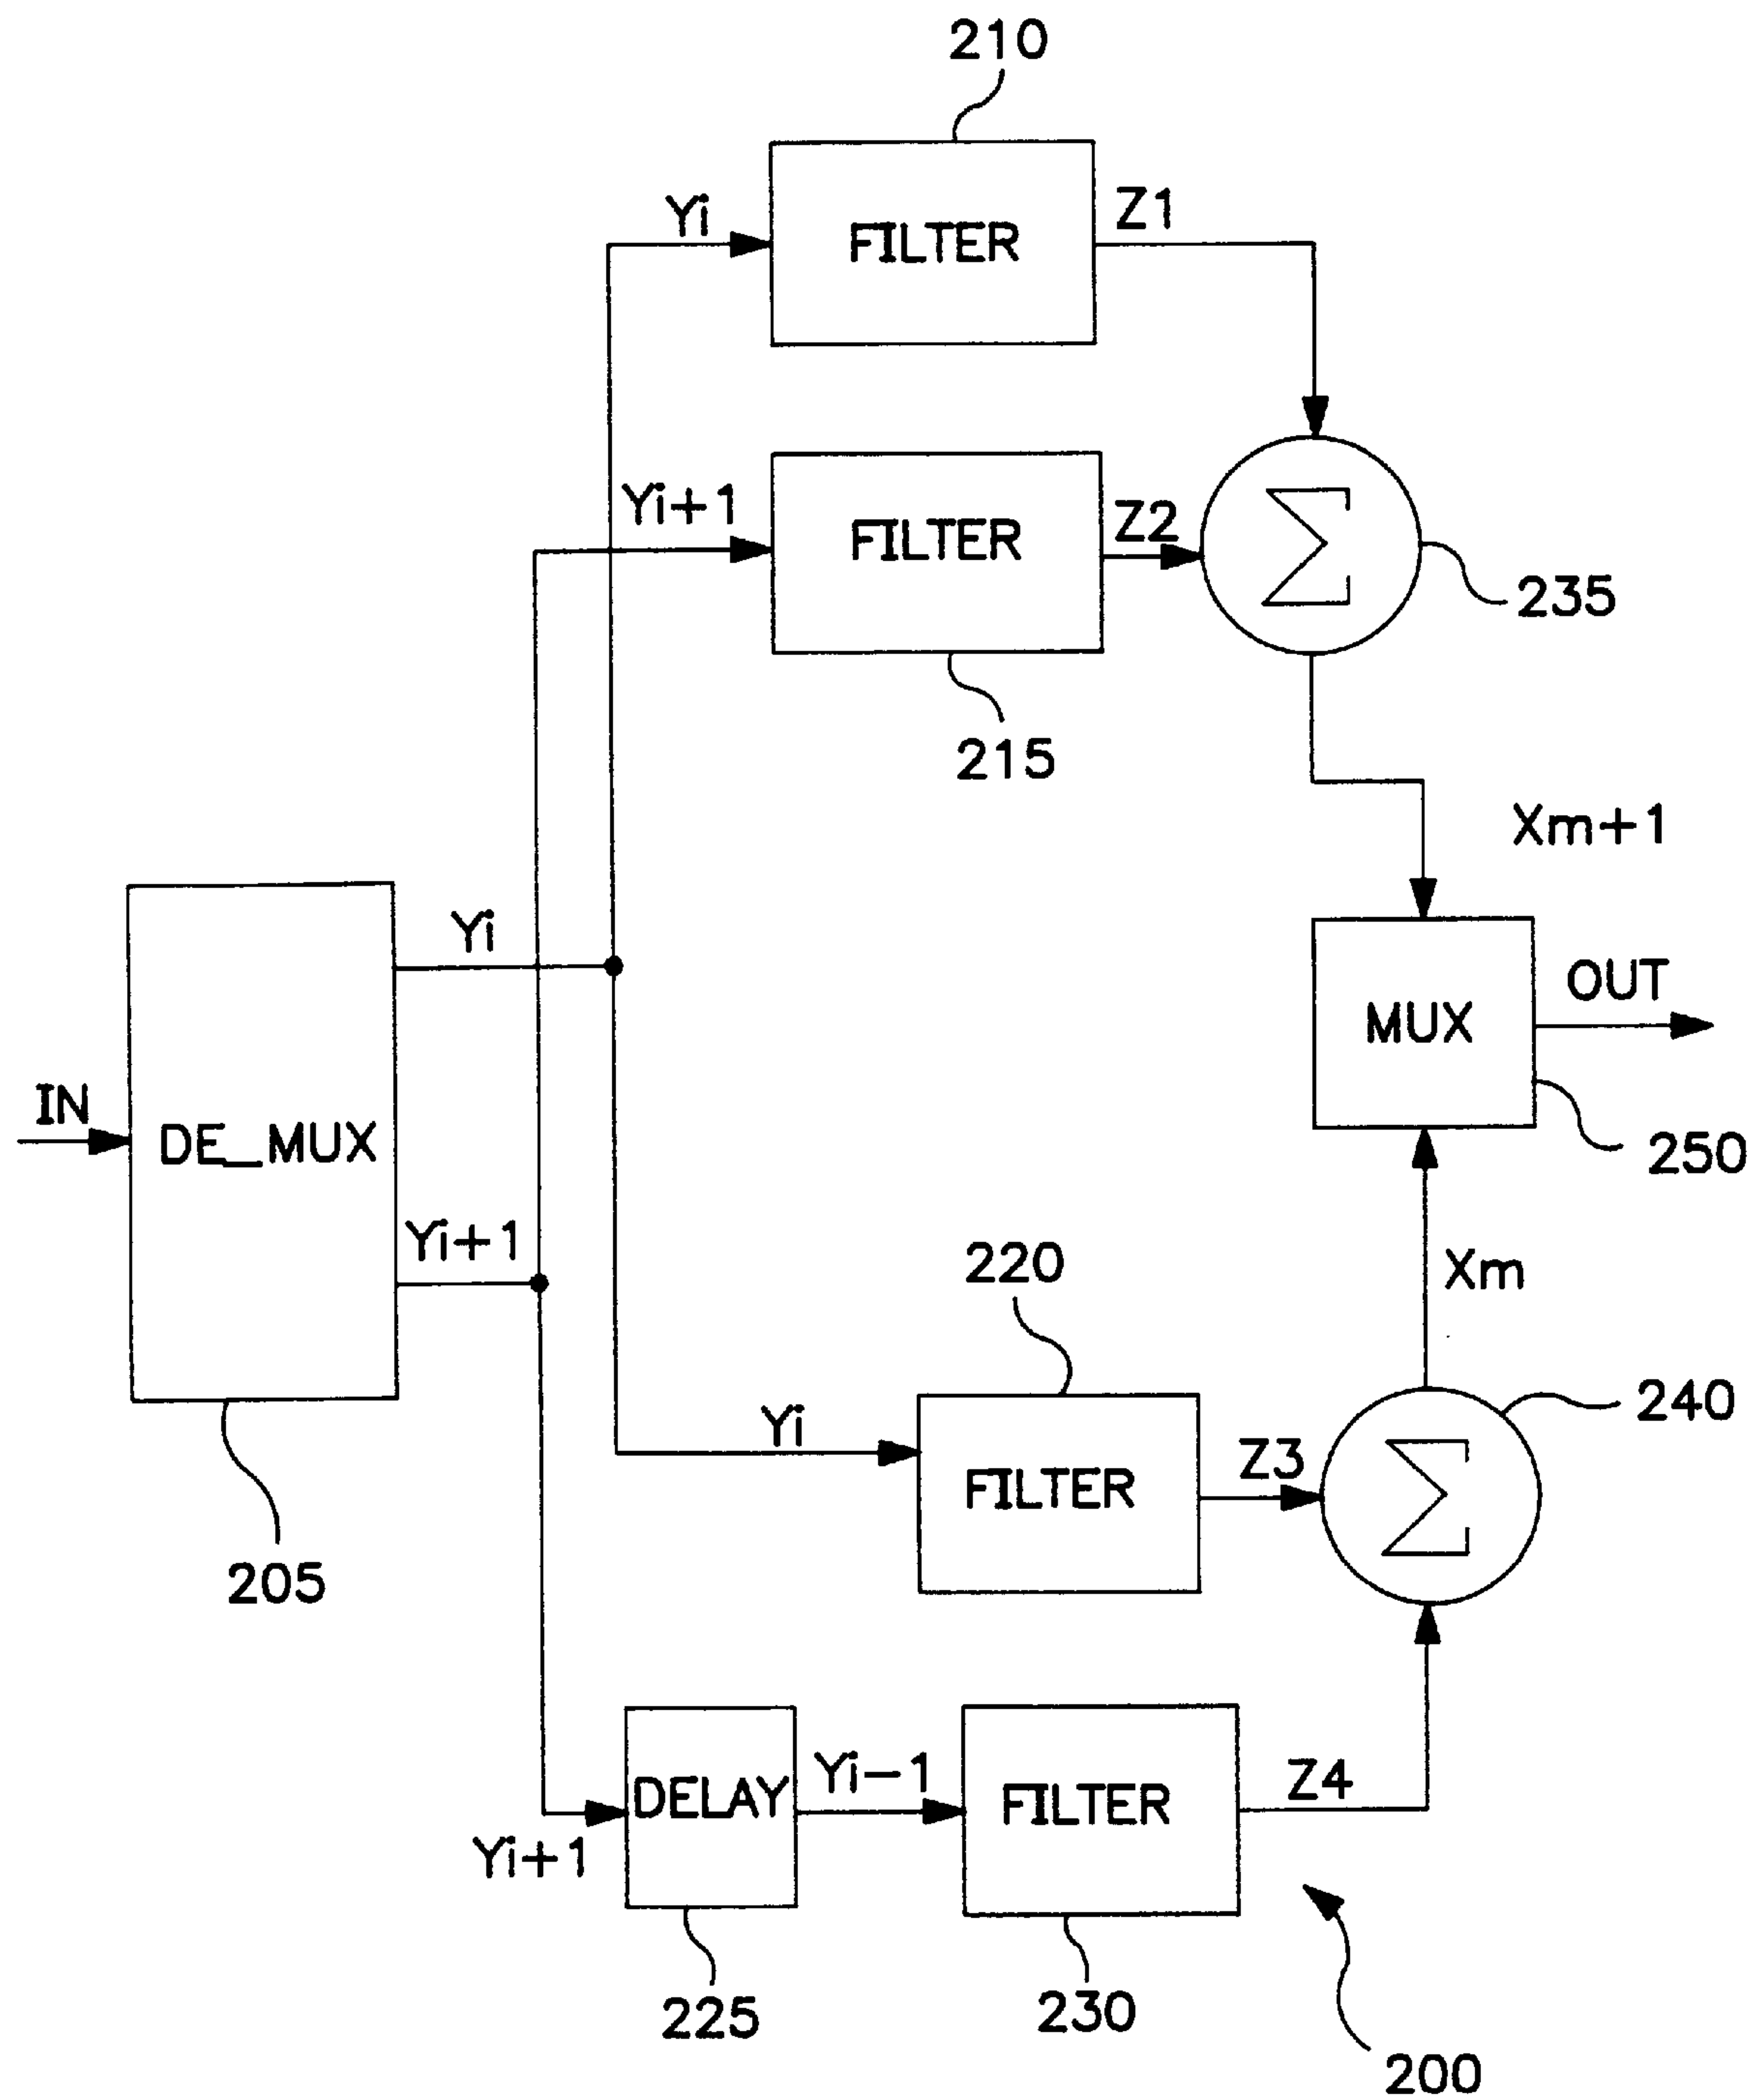 210
Yi
FILTER
Z1
Yi+1
FILTER
Z2
235
215
Xm+1
Yi
MUX
OUT
250
IN
DE_MUX
Yi+1
220
Xm
240
Yi
FILTER
Z3
205
DELAY
Yi-1
FILTER
Z4
Yi+1
225
230
200